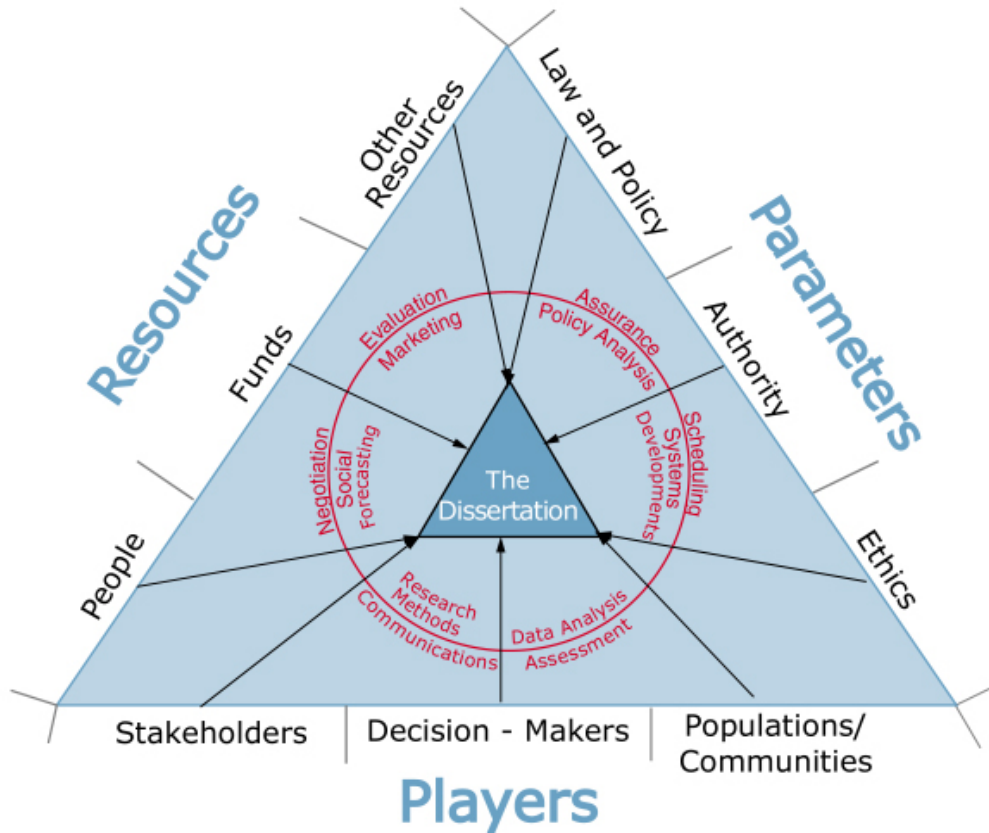 Other
Resources
Law and Policy
Resources
Parameters
Funds
Authority
People
Ethics
Evaluation
Marketing
Assurance
Policy Analysis
Negotiation
Social
Forecasting
Scheduling
Systems
Developments
The
Dissertation
Research
Methods
Communications
Data Analysis
Assessment
Stakeholders
Decision - Makers
Populations/
Communities
Players